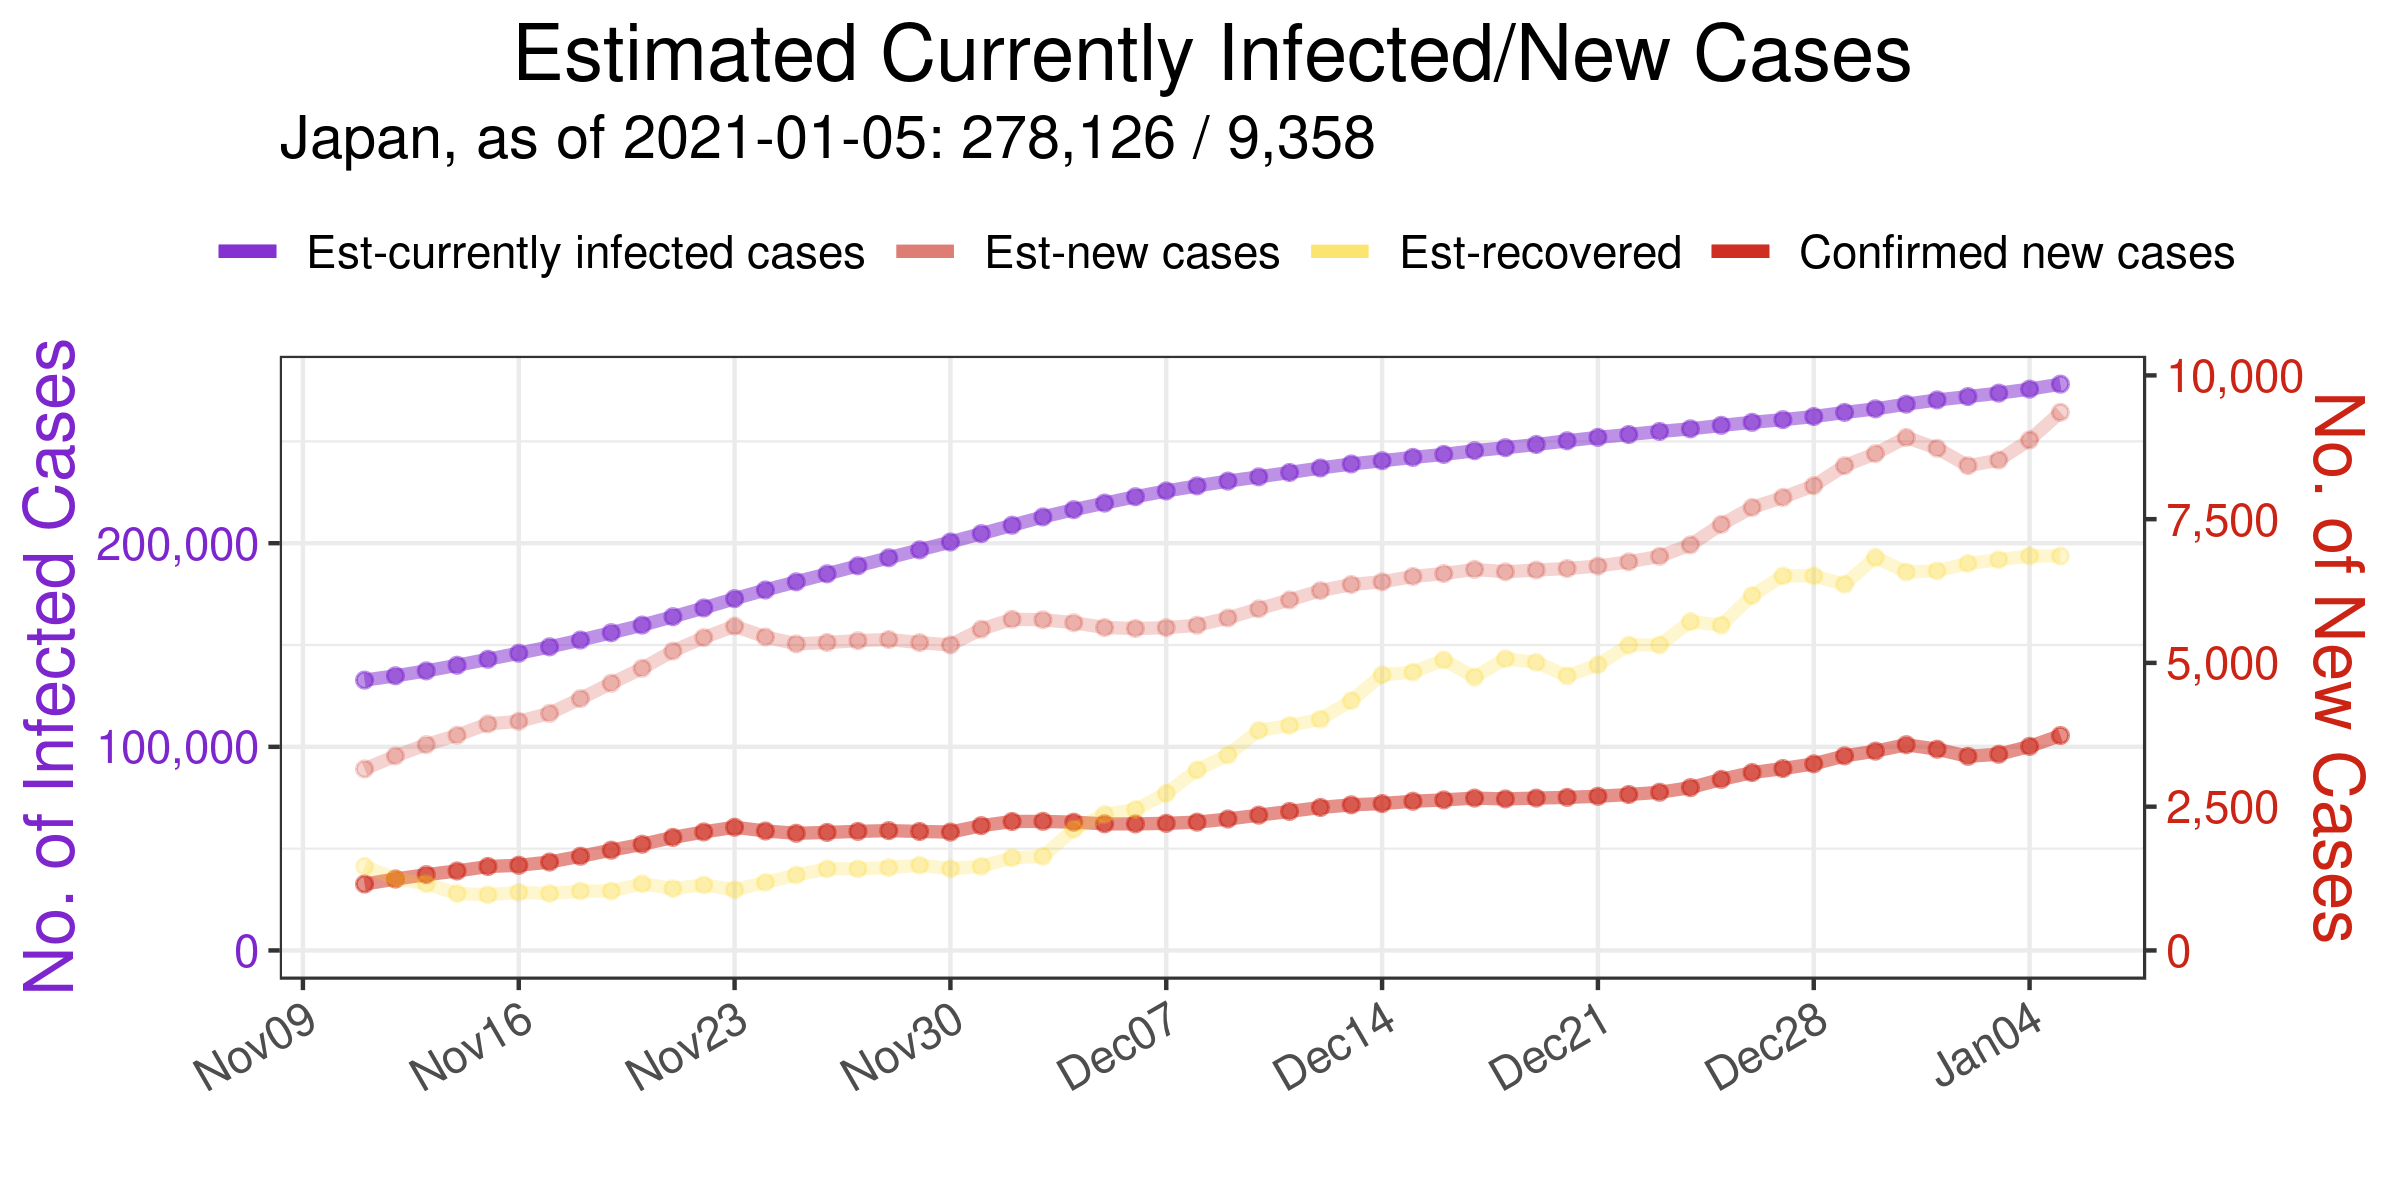 Estimated Currently Infected/New Cases
Japan, as of 2021-01-05: 278,126 / 9,358
Est-currently infected cases Est-new cases Est-recovered Confirmed new cases
No. of Infected Cases
200,000
100,000
0
10,000
7,500
5,000
2,500
0
No. of New Cases
Nov09 Nov16 Nov23 Nov30 Dec07 Dec14 Dec21 Dec28 Jan04